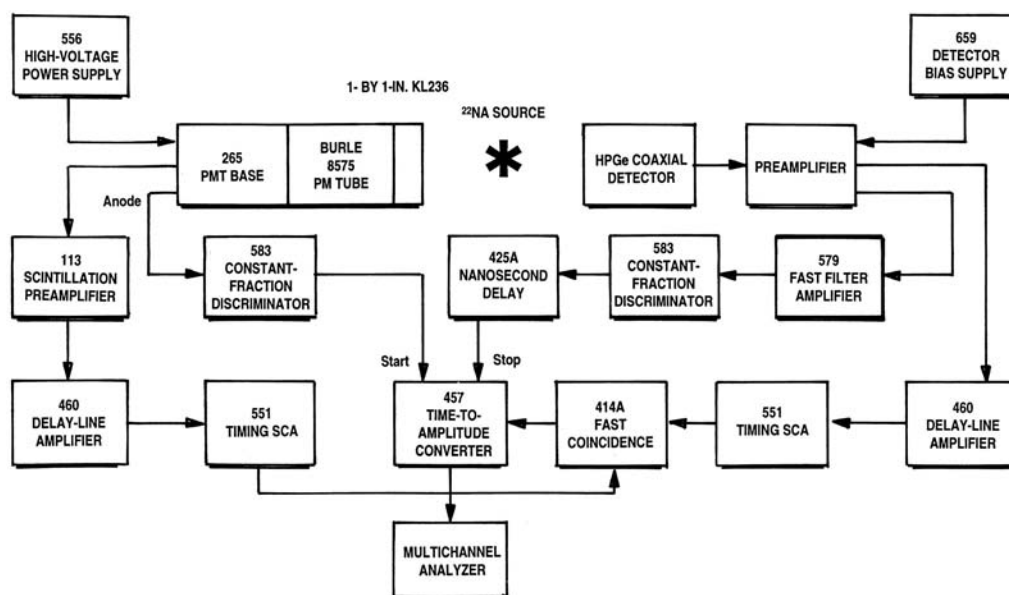 556
HIGH-VOLTAGE
POWER SUPPLY
659
DETECTOR
BIAS SUPPLY
1- BY 1-IN. KL236
²²NA SOURCE
265
PMT BASE
BURLE
8575
PM TUBE
HPGe COAXIAL
DETECTOR
PREAMPLIFIER
Anode
113
SCINTILLATION
PREAMPLIFIER
583
CONSTANT-
FRACTION
DISCRIMINATOR
425A
NANOSECOND
DELAY
583
CONSTANT-
FRACTION
DISCRIMINATOR
579
FAST FILTER
AMPLIFIER
Start
Stop
460
DELAY-LINE
AMPLIFIER
551
TIMING SCA
457
TIME-TO-
AMPLITUDE
CONVERTER
414A
FAST
COINCIDENCE
551
TIMING SCA
460
DELAY-LINE
AMPLIFIER
MULTICHANNEL
ANALYZER